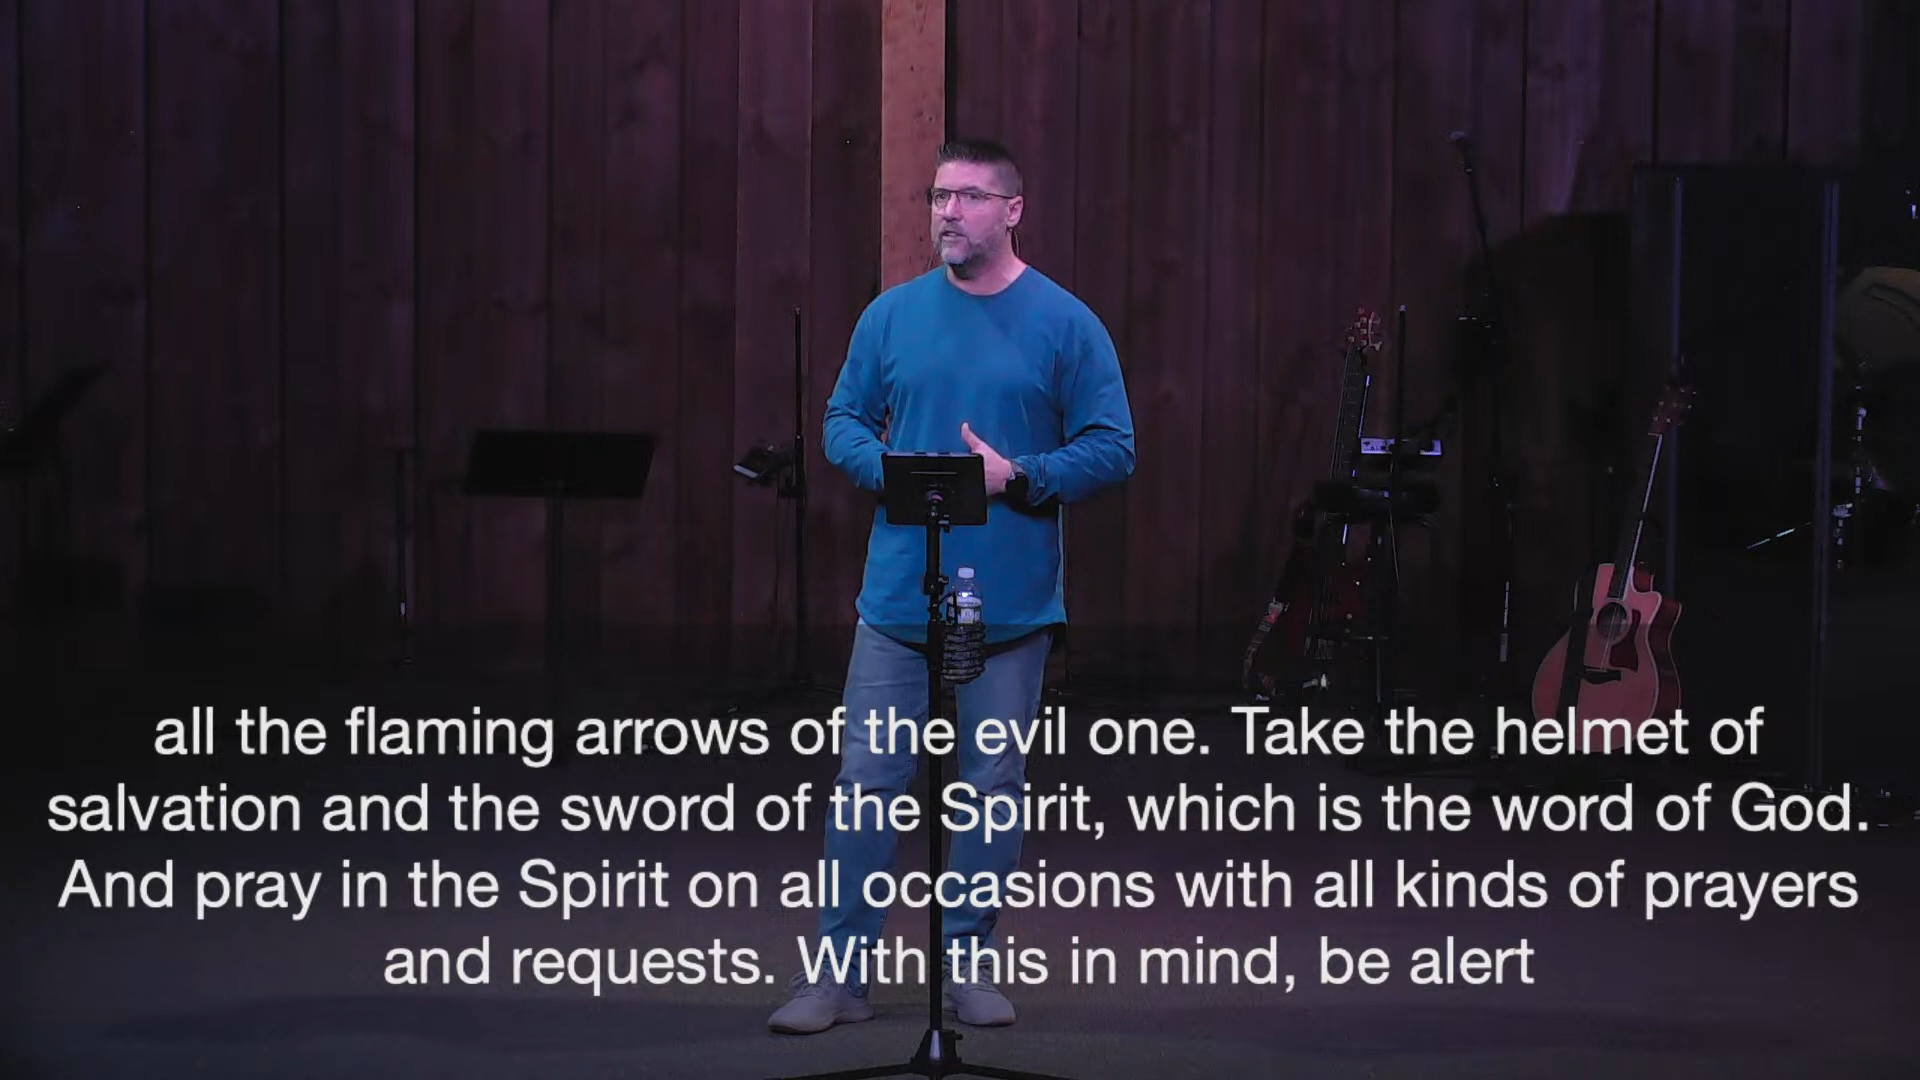 all the flaming arrows of the evil one. Take the helmet of
salvation and the sword of the Spirit, which is the word of God.
And pray in the Spirit on all occasions with all kinds of prayers
and requests. With this in mind, be alert